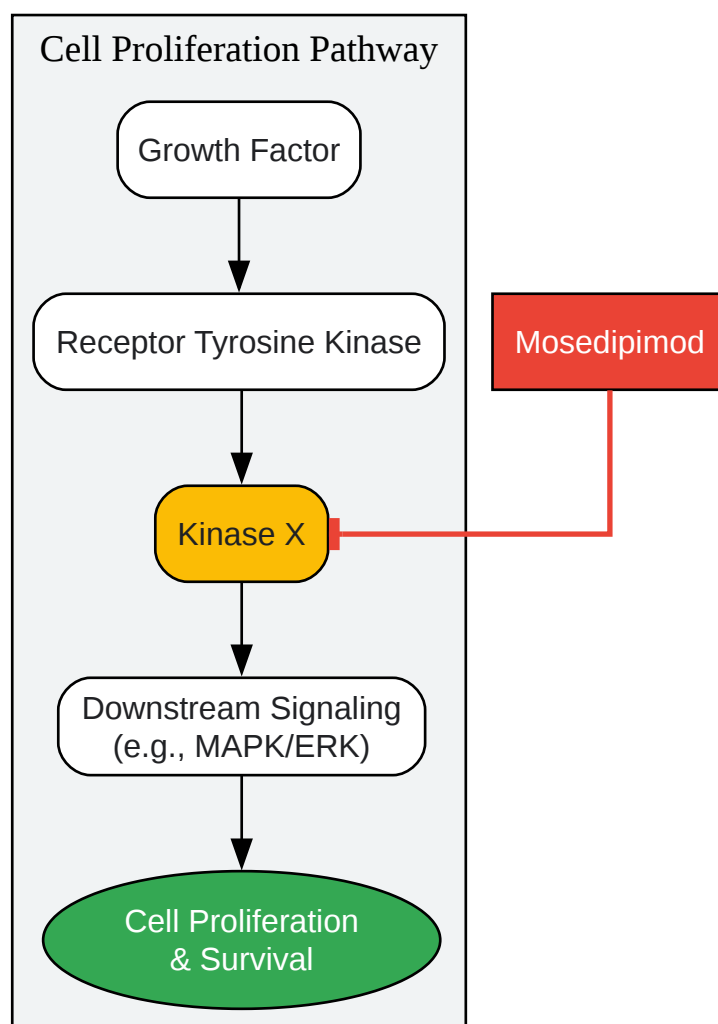 Cell Proliferation Pathway
Growth Factor
Receptor Tyrosine Kinase
Mosedipimod
Kinase X
Downstream Signaling
(e.g., MAPK/ERK)
Cell Proliferation
& Survival